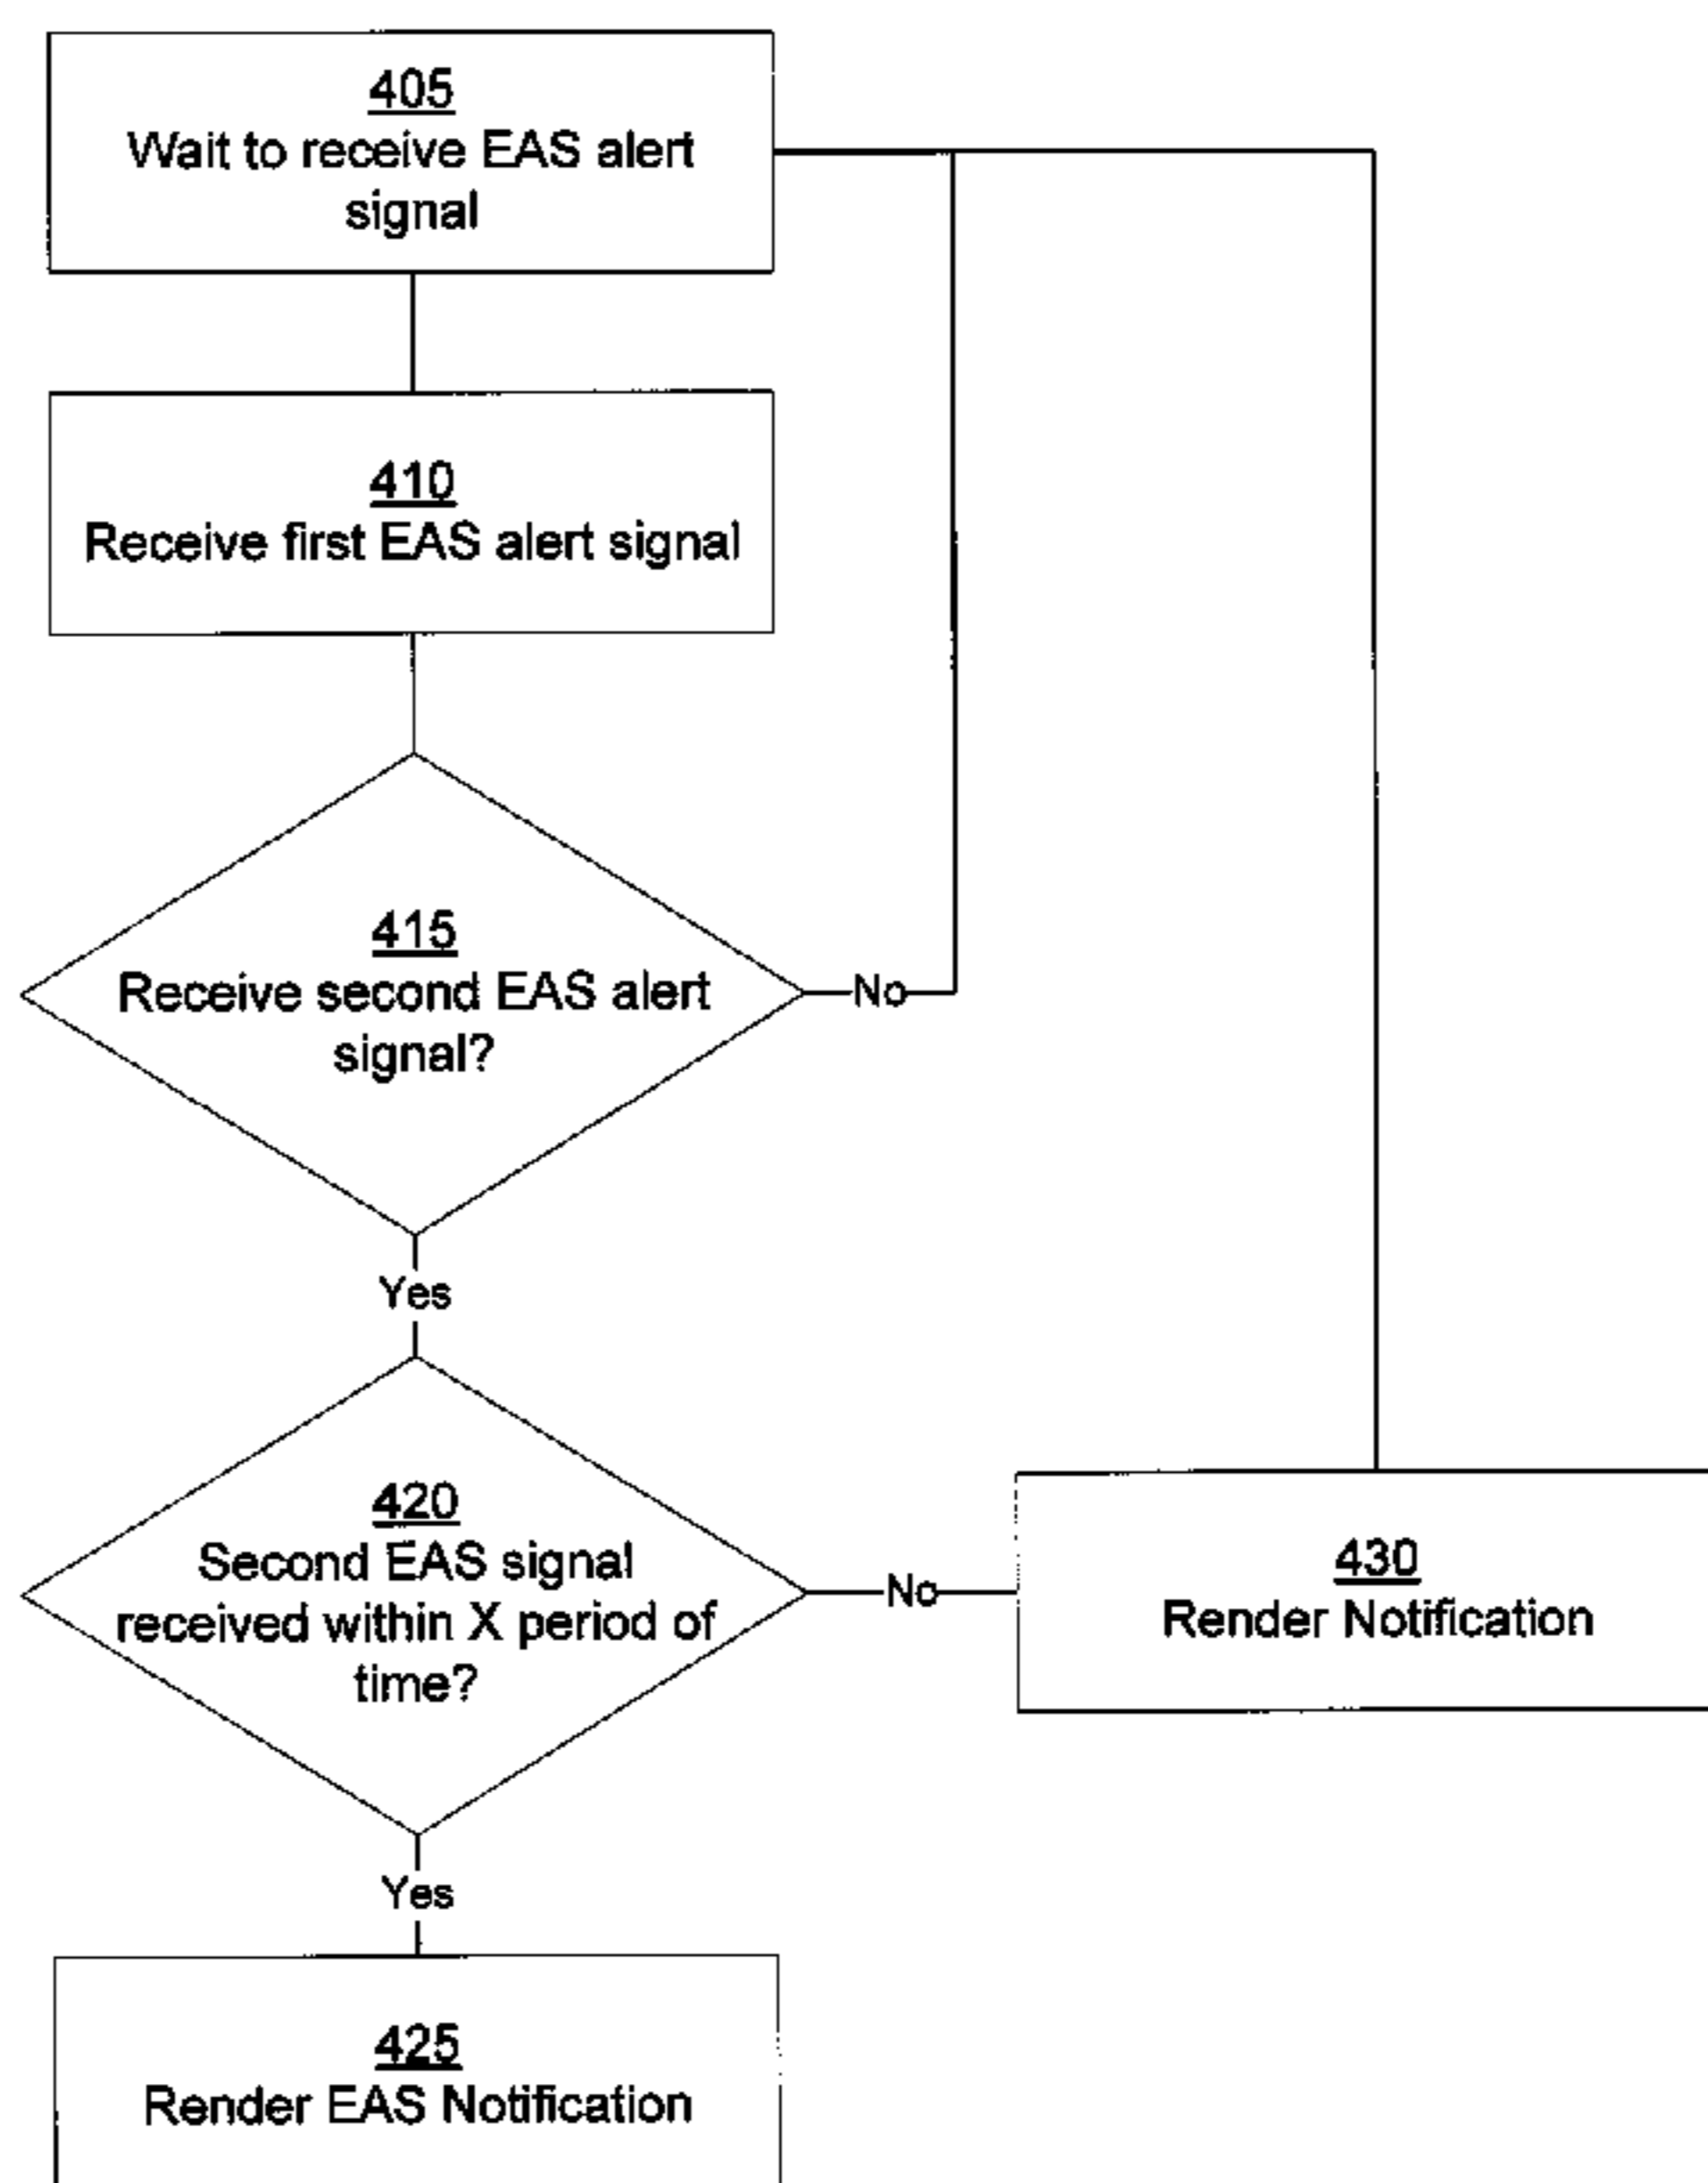 405
Wait to receive EAS alert
signal
410
Receive first EAS alert signal
415
Receive second EAS alert
signal?
No
Yes
420
Second EAS signal
received within X period of
time?
No
430
Render Notification
Yes
425
Render EAS Notification